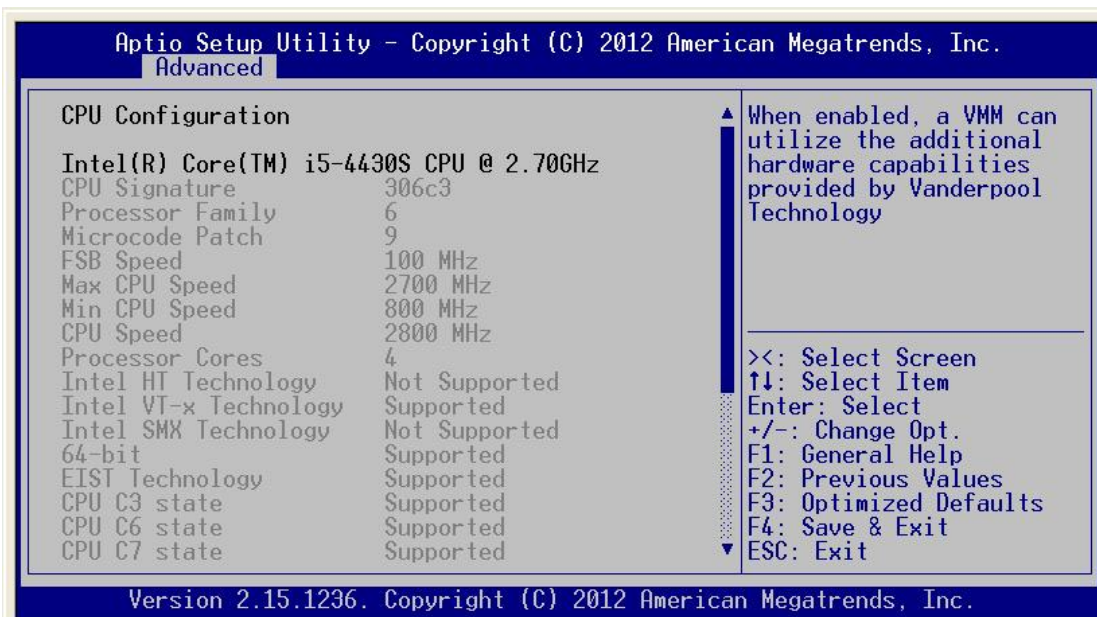 Aptio Setup Utility - Copyright (C) 2012 American Megatrends, Inc.
Advanced
CPU Configuration
Intel(R) Core(TM) i5-4430S CPU @ 2.70GHz
CPU Signature 306c3
Processor Family 6
Microcode Patch 9
FSB Speed 100 MHz
Max CPU Speed 2700 MHz
Min CPU Speed 800 MHz
CPU Speed 2800 MHz
Processor Cores 4
Intel HT Technology Not Supported
Intel VT-x Technology Supported
Intel SMX Technology Not Supported
64-bit Supported
EIST Technology Supported
CPU C3 state Supported
CPU C6 state Supported
CPU C7 state Supported
When enabled, a VMM can
utilize the additional
hardware capabilities
provided by Vanderpool
Technology
><: Select Screen
↑↓: Select Item
Enter: Select
+/-: Change Opt.
F1: General Help
F2: Previous Values
F3: Optimized Defaults
F4: Save & Exit
ESC: Exit
Version 2.15.1236. Copyright (C) 2012 American Megatrends, Inc.